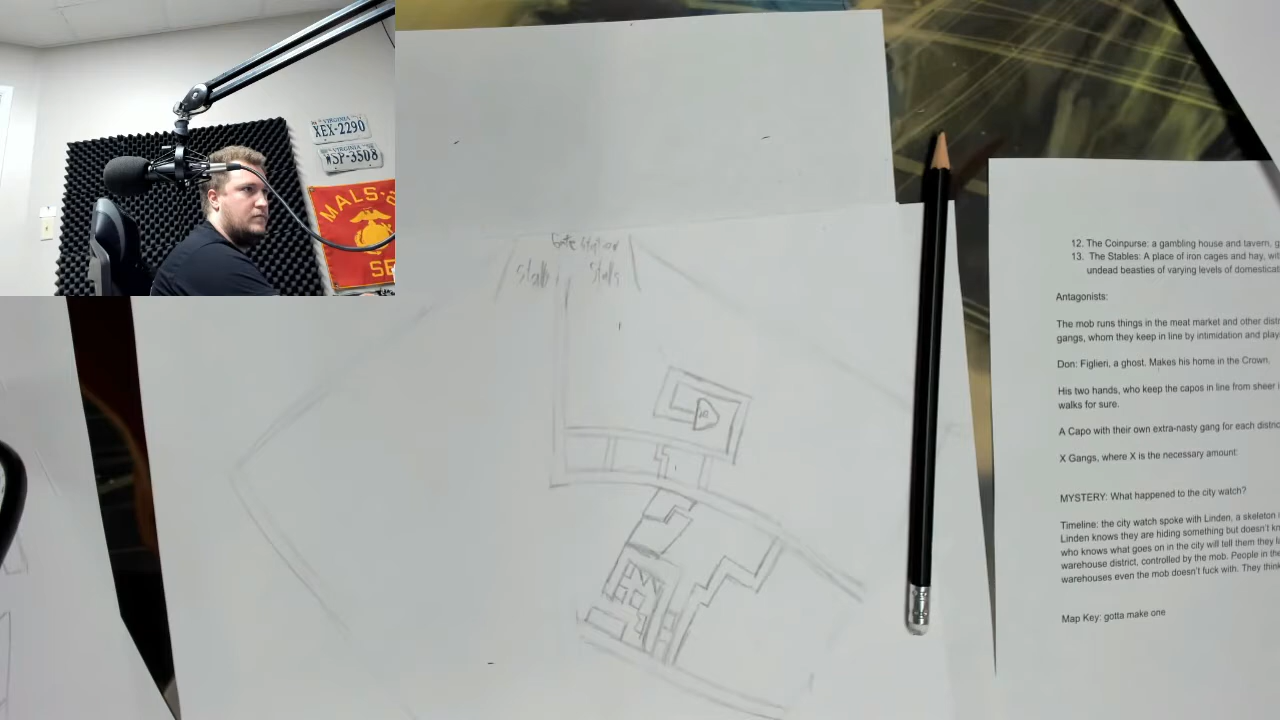 VIRGINIA
XEX-2290
VIRGINIA
WSP-3508
MALS-
SE
Gate Station
Stalls Stalls
12. The Coinpurse: a gambling house and tavern, g
13. The Stables: A place of iron cages and hay, wit
undead beasties of varying levels of domesticat
Antagonists:
The mob runs things in the meat market and other distr
gangs, whom they keep in line by intimidation and play
Don: Figlieri, a ghost. Makes his home in the Crown.
His two hands, who keep the capos in line from sheer
walks for sure.
A Capo with their own extra-nasty gang for each distric
X Gangs, where X is the necessary amount:
MYSTERY: What happened to the city watch?
Timeline: the city watch spoke with Linden, a skeleton
Linden knows they are hiding something but doesn't kn
who knows what goes on in the city will tell them they la
warehouse district, controlled by the mob. People in the
warehouses even the mob doesn't fuck with. They think
Map Key: gotta make one